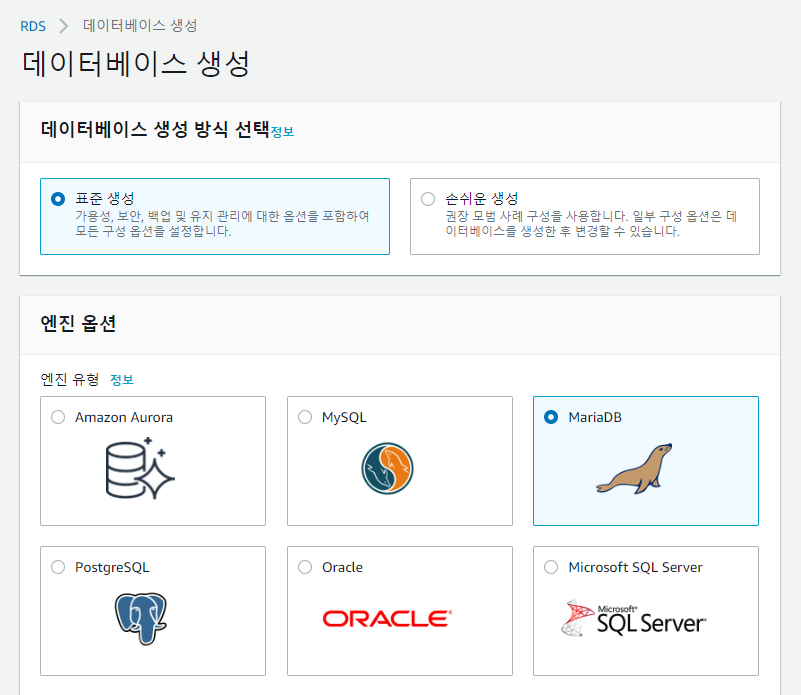 RDS > 데이터베이스 생성
데이터베이스 생성
데이터베이스 생성 방식 선택 정보
표준 생성
가용성, 보안, 백업 및 유지 관리에 대한 옵션을 포함하여
모든 구성 옵션을 설정합니다.
손쉬운 생성
권장 모범 사례 구성을 사용합니다. 일부 구성 옵션은 데
이터베이스를 생성한 후 변경할 수 있습니다.
엔진 옵션
엔진 유형 정보
Amazon Aurora
MySQL
MariaDB
PostgreSQL
Oracle
ORACLE
Microsoft SQL Server
Microsoft®
SQL Server